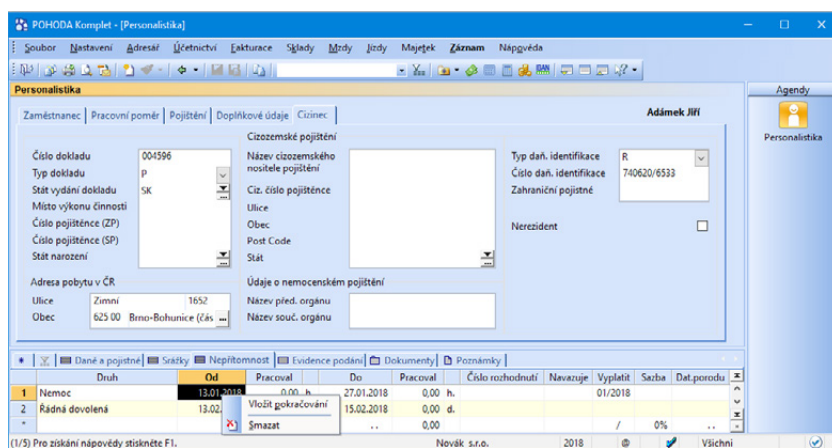 POHODA Komplet - [Personalistika]
Soubor Nastavení Adresář Účetnictví Fakturace Sklady Mzdy Jízdy Majetek Záznam Nápověda
Personalistika Agendy
Zaměstnanec Pracovní poměr Pojištění Doplňkové údaje Cizinec Adámek Jiří
Personalistika
Cizozemské pojištění
Číslo dokladu 004596 Název cizozemského nositele pojištění Typ daň. identifikace R
Typ dokladu P Číslo daň. identifikace 740620/6533
Stát vydání dokladu SK Ciz. číslo pojištěnce Zahraniční pojistné
Místo výkonu činnosti Ulice
Číslo pojištěnce (ZP) Obec Nerezident
Číslo pojištěnce (SP) Post Code
Stát narození Stát
Adresa pobytu v ČR Údaje o nemocenském pojištění
Ulice Zimní 1652 Název před. orgánu
Obec 625 00 Brno-Bohunice (čás ... Název souč. orgánu
* Daně a pojistné Srážky Nepřítomnost Evidence podání Dokumenty Poznámky
Druh Od Pracoval Do Pracoval Číslo rozhodnutí Navazuje Vyplatit Sazba Dat.porodu
1 Nemoc 13.01.2018 0,00 h. 27.01.2018 0,00 h. 01/2018
2 Řádná dovolená 13.02. 15.02.2018 0,00 d.
* . . 0,00 / 0% . .
Vložit pokračování
Smazat
(1/5) Pro získání nápovědy stiskněte F1. Novák s.r.o. 2018 @ Všichni